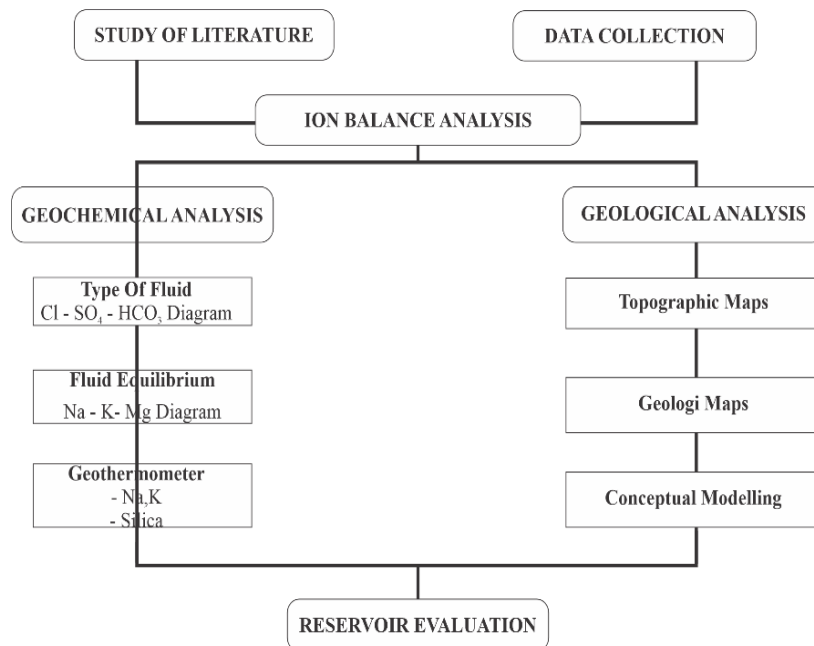 STUDY OF LITERATURE
DATA COLLECTION
ION BALANCE ANALYSIS
GEOCHEMICAL ANALYSIS
GEOLOGICAL ANALYSIS
Type Of Fluid
Cl - SO₄ - HCO₃ Diagram
Topographic Maps
Fluid Equilibrium
Na - K- Mg Diagram
Geologi Maps
Geothermometer
- Na,K
- Silica
Conceptual Modelling
RESERVOIR EVALUATION